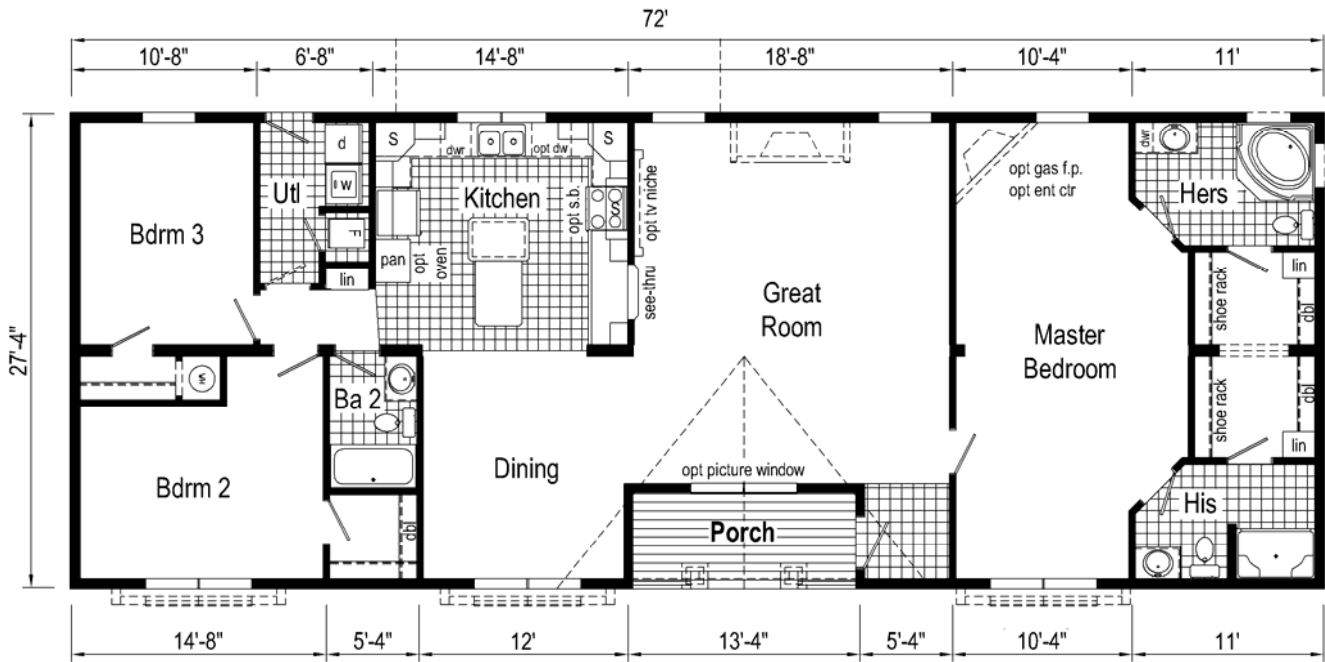 72'
10'-8"
6'-8"
14'-8"
18'-8"
10'-4"
11'
27'-4"
Bdrm 3
Utl
d
W
F
lin
S
dwr
opt dw
S
Kitchen
pan
opt
oven
opt s.b.
opt tv niche
see-thru
Great
Room
opt gas f.p.
opt ent ctr
Master
Bedroom
dwr
Hers
shoe rack
lin
dbl
shoe rack
dbl
lin
His
Bdrm 2
WH
Ba 2
dbl
Dining
opt picture window
Porch
14'-8"
5'-4"
12'
13'-4"
5'-4"
10'-4"
11'